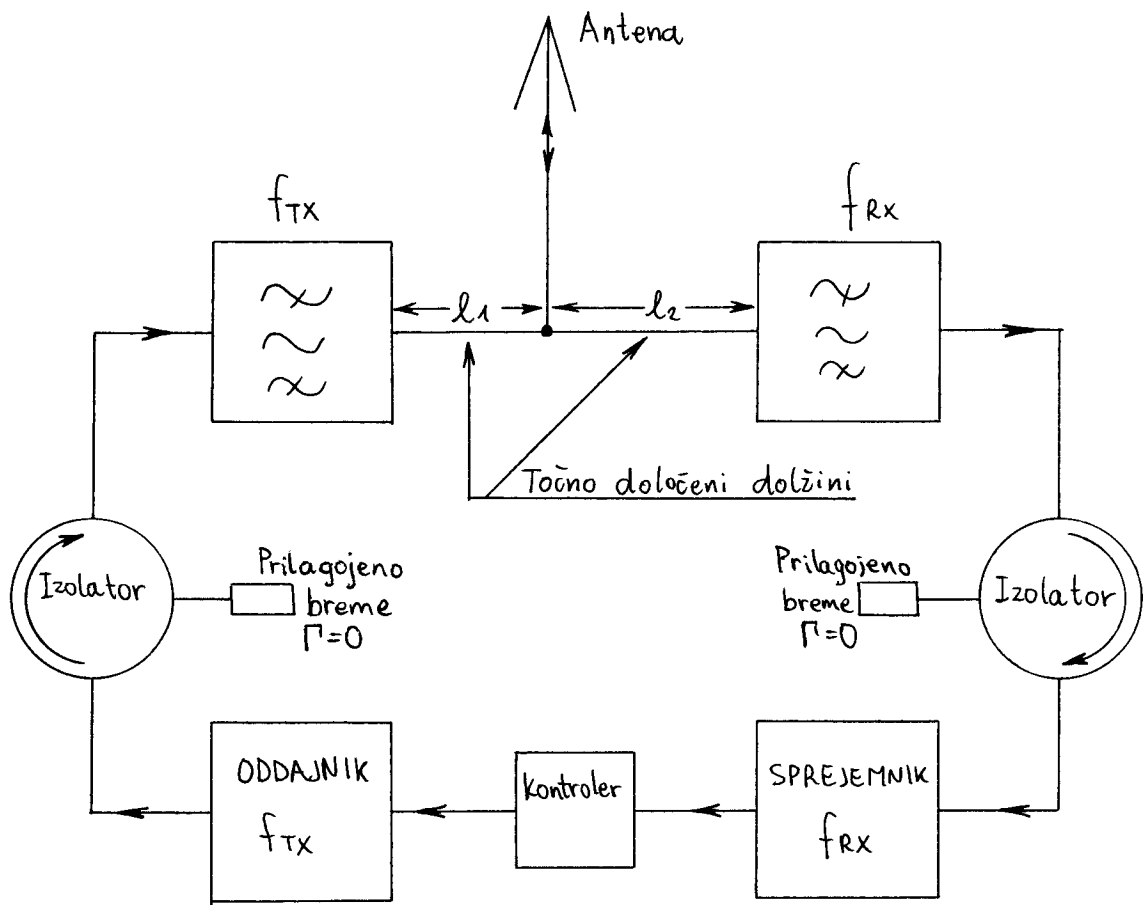 Antena
fTX
fRX
l1
l2
Točno določeni dolžini
Izolator
Prilagojeno
breme
Γ=0
Prilagojeno
breme
Γ=0
Izolator
ODDAJNIK
fTX
Kontroler
SPREJEMNIK
fRX